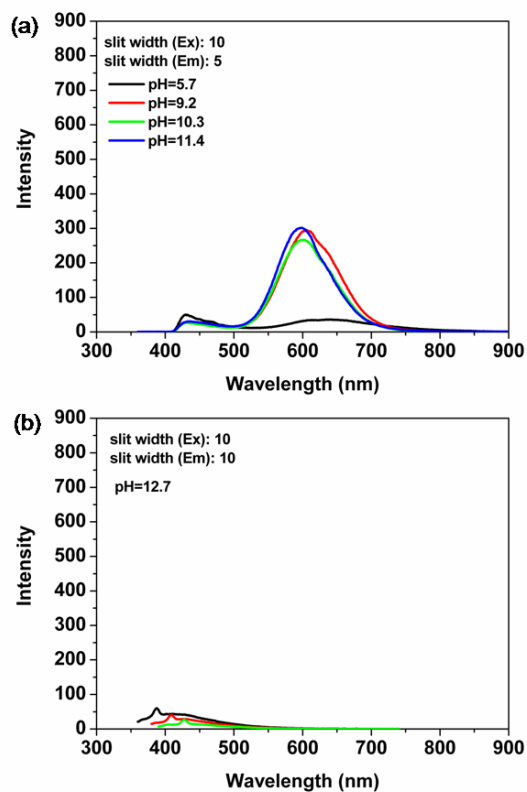 (a)
900
800
700
600
500
400
300
200
100
0
Intensity
slit width (Ex): 10
slit width (Em): 5
pH=5.7
pH=9.2
pH=10.3
pH=11.4
300 400 500 600 700 800 900
Wavelength (nm)
(b)
900
800
700
600
500
400
300
200
100
0
Intensity
slit width (Ex): 10
slit width (Em): 10
pH=12.7
300 400 500 600 700 800 900
Wavelength (nm)